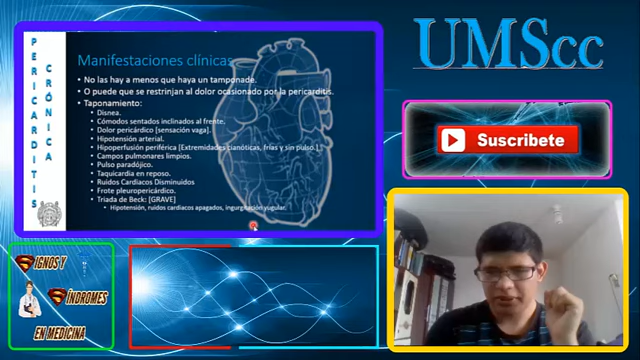 PERICARDITIS
CRÓNICA
Manifestaciones clínicas
No las hay a menos que haya un tamponade.
O puede que se restrinjan al dolor ocasionado por la pericarditis.
Taponamiento:
Disnea.
Cómodos sentados inclinados al frente.
Dolor pericárdico [sensación vaga].
Hipotensión arterial.
Hipoperfusión periférica [Extremidades cianóticas, frías y sin pulso.]
Campos pulmonares limpios.
Pulso paradójico.
Taquicardia en reposo.
Ruidos Cardiacos Disminuidos
Frote pleuropericárdico.
Triada de Beck: [GRAVE]
Hipotensión, ruidos cardiacos apagados, ingurgitación yugular.
UMScc
Suscribete
SIGNOS Y
SÍNDROMES
EN MEDICINA